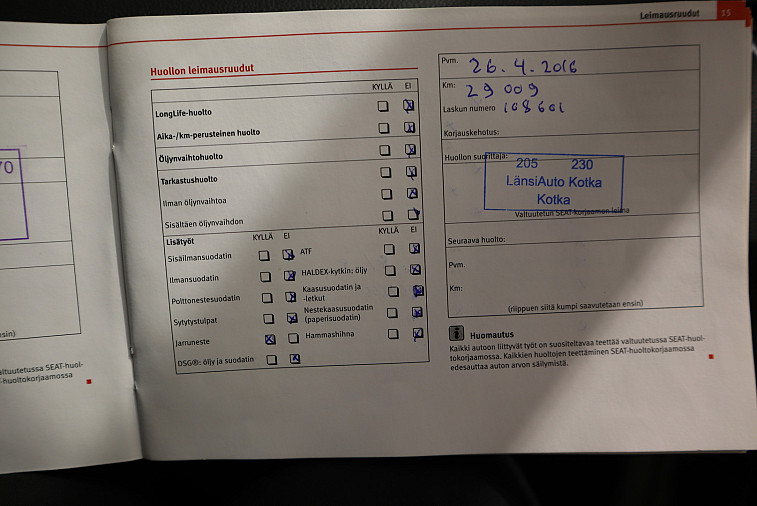 Leimausruudut 15
Huollon leimausruudut
KYLLÄ EI
LongLife-huolto
Aika-/km-perusteinen huolto
Öljynvaihtohuolto
Tarkastushuolto
Ilman öljynvaihtoa
Sisältäen öljynvaihdon
Lisätyöt KYLLÄ EI KYLLÄ EI
Sisäilmansuodatin ATF
Ilmansuodatin HALDEX-kytkin: öljy
Polttonestesuodatin Kaasusuodatin ja
-letkut
Sytytystulpat Nestekaasusuodatin
(paperisuodatin)
Jarruneste Hammashihna
DSG®: öljy ja suodatin
Pvm. 26.4.2016
Km: 29 009
Laskun numero 108601
Korjauskehotus:
Huollon suorittaja:
205 230
LänsiAuto Kotka
Kotka
Valtuutetun SEAT-korjaamon leima
Seuraava huolto:
Pvm.
Km:
(riippuen siitä kumpi saavutetaan ensin)
Huomautus
Kaikki autoon liittyvät työt on suositeltavaa teettää valtuutetussa SEAT-huol-
tokorjaamossa. Kaikkien huoltojen teettäminen SEAT-huoltokorjaamossa
edesauttaa auton arvon säilymistä.
70
sin)
altuutetussa SEAT-huol-
-huoltokorjaamossa